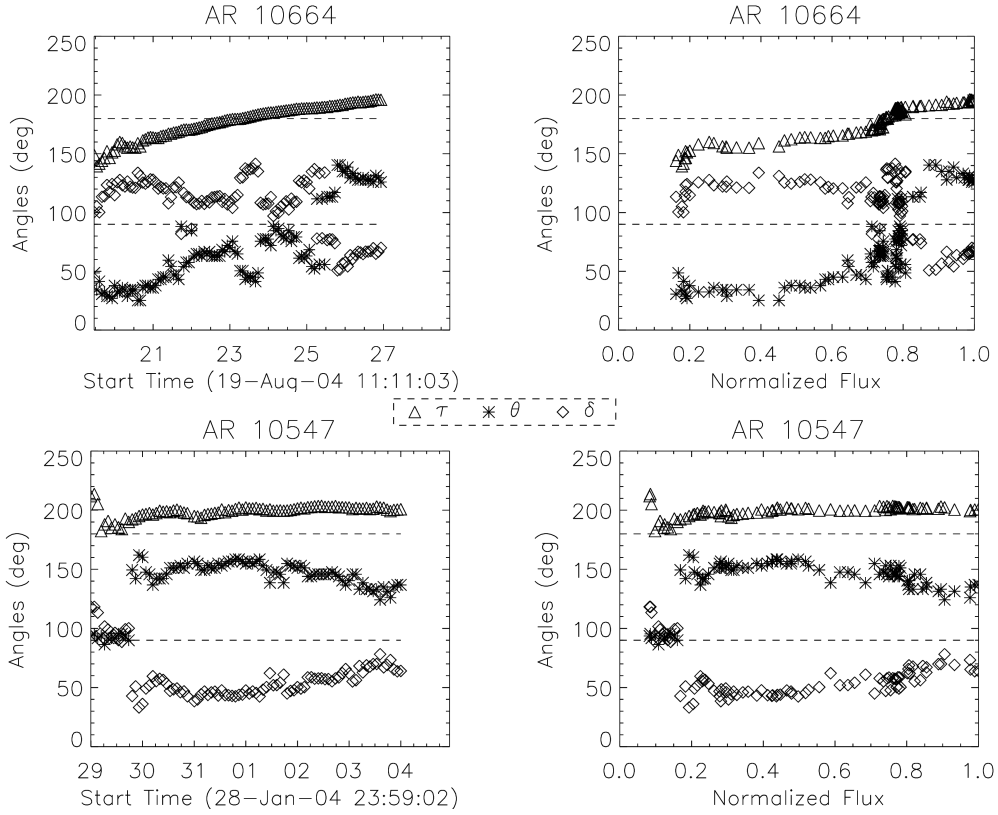 AR 10664
250
200
150
100
50
0
Angles (deg)
21 23 25 27
Start Time (19-Aug-04 11:11:03)
AR 10664
250
200
150
100
50
0
Angles (deg)
0.0 0.2 0.4 0.6 0.8 1.0
Normalized Flux
τ θ δ
AR 10547
250
200
150
100
50
0
Angles (deg)
29 30 31 01 02 03 04
Start Time (28-Jan-04 23:59:02)
AR 10547
250
200
150
100
50
0
Angles (deg)
0.0 0.2 0.4 0.6 0.8 1.0
Normalized Flux